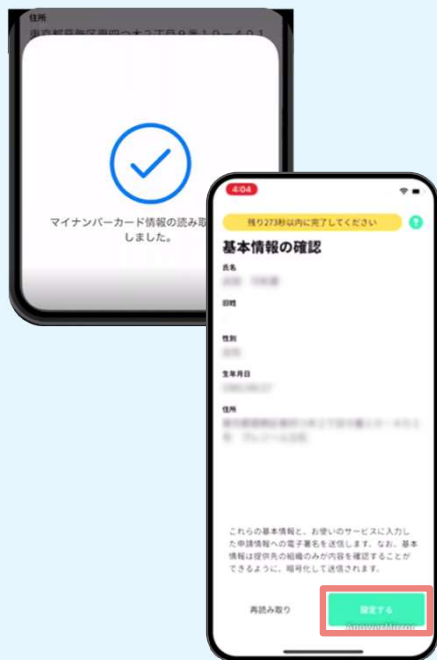 住所
マイナンバーカード情報の読み取
しました。
4:04
残り273秒以内に完了してください
?
基本情報の確認
氏名
旧姓
性別
生年月日
住所
これらの基本情報と、お使いのサービスに入力し
た申請情報への電子署名を送信します。なお、基本
情報は提供先の組織のみが内容を確認することが
できるように、暗号化して送信されます。
再読み取り
設定する